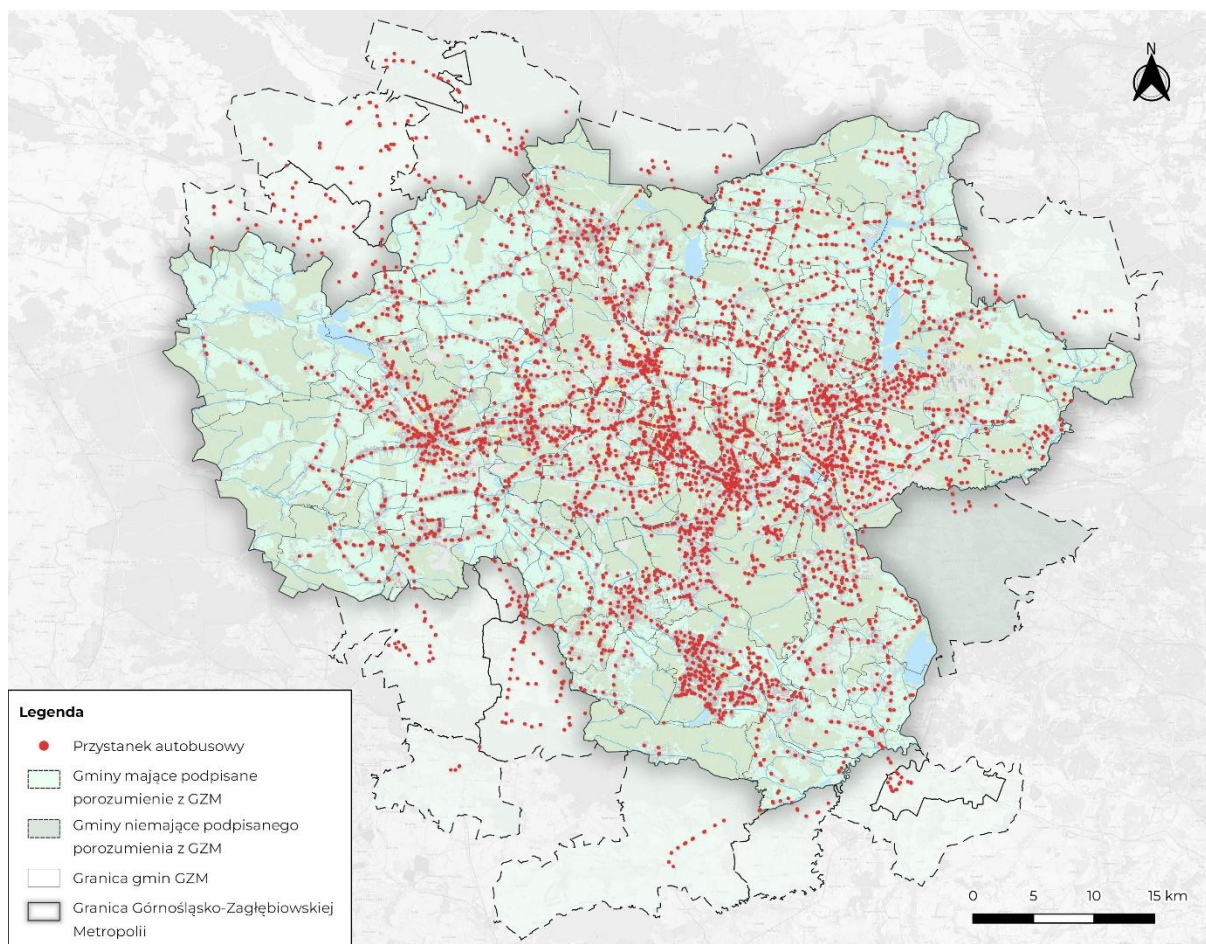 N
Legenda
Przystanek autobusowy
Gminy mające podpisane
porozumienie z GZM
Gminy niemające podpisanego
porozumienia z GZM
Granica gmin GZM
Granica Górnośląsko-Zagłębiowskiej
Metropolii
0 5 10 15 km